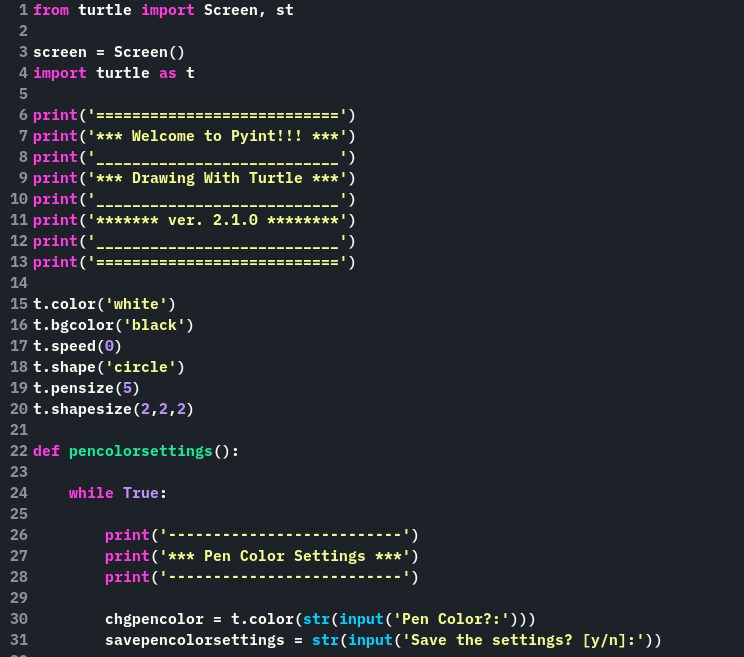 1 from turtle import Screen, st
2
3 screen = Screen()
4 import turtle as t
5
6 print('===========================')
7 print('*** Welcome to Pyint!!! ***')
8 print('___________________________')
9 print('*** Drawing With Turtle ***')
10 print('___________________________')
11 print('******* ver. 2.1.0 ********')
12 print('___________________________')
13 print('===========================')
14
15 t.color('white')
16 t.bgcolor('black')
17 t.speed(0)
18 t.shape('circle')
19 t.pensize(5)
20 t.shapesize(2,2,2)
21
22 def pencolorsettings():
23
24     while True:
25
26         print('--------------------------')
27         print('*** Pen Color Settings ***')
28         print('--------------------------')
29
30         chgpencolor = t.color(str(input('Pen Color?:')))
31         savepencolorsettings = str(input('Save the settings? [y/n]:'))